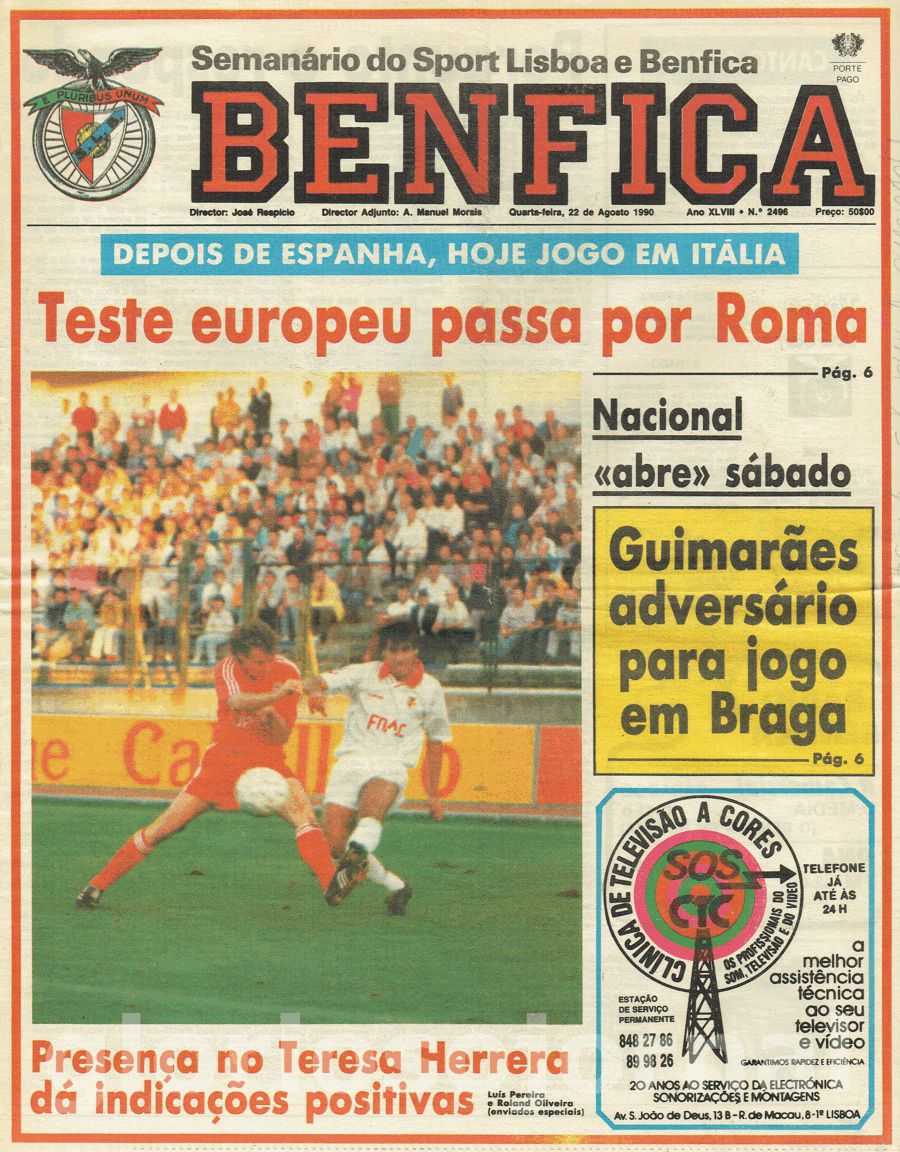 E PLURIBUS UNUM
Semanário do Sport Lisboa e Benfica
PORTE
PAGO
BENFICA
Director: José Respício Director Adjunto: A. Manuel Morais Quarta-feira, 22 de Agosto 1990 Ano XLVIII • N.º 2496 Preço: 50$00
DEPOIS DE ESPANHA, HOJE JOGO EM ITÁLIA
Teste europeu passa por Roma
Pág. 6
Nacional
«abre» sábado
Guimarães
adversário
para jogo
em Braga
Pág. 6
FNAC
Presença no Teresa Herrera
dá indicações positivas
Luís Pereira
e Roland Oliveira
(enviados especiais)
CLINICA DE TELEVISÃO A CORES
SOS
CTC
OS PROFISSIONAIS DO
SOM, TELEVISÃO E DO VIDEO
TELEFONE
JÁ
ATÉ ÀS
24 H
a
melhor
assistência
técnica
ao seu
televisor
e vídeo
ESTAÇÃO
DE SERVIÇO
PERMANENTE
848 27 86
89 98 26
GARANTIMOS RAPIDEZ E EFICIÊNCIA
20 ANOS AO SERVIÇO DA ELECTRÓNICA
SONORIZAÇÕES E MONTAGENS
Av. S. João de Deus, 13 B - R. de Macau, 8-1º LISBOA